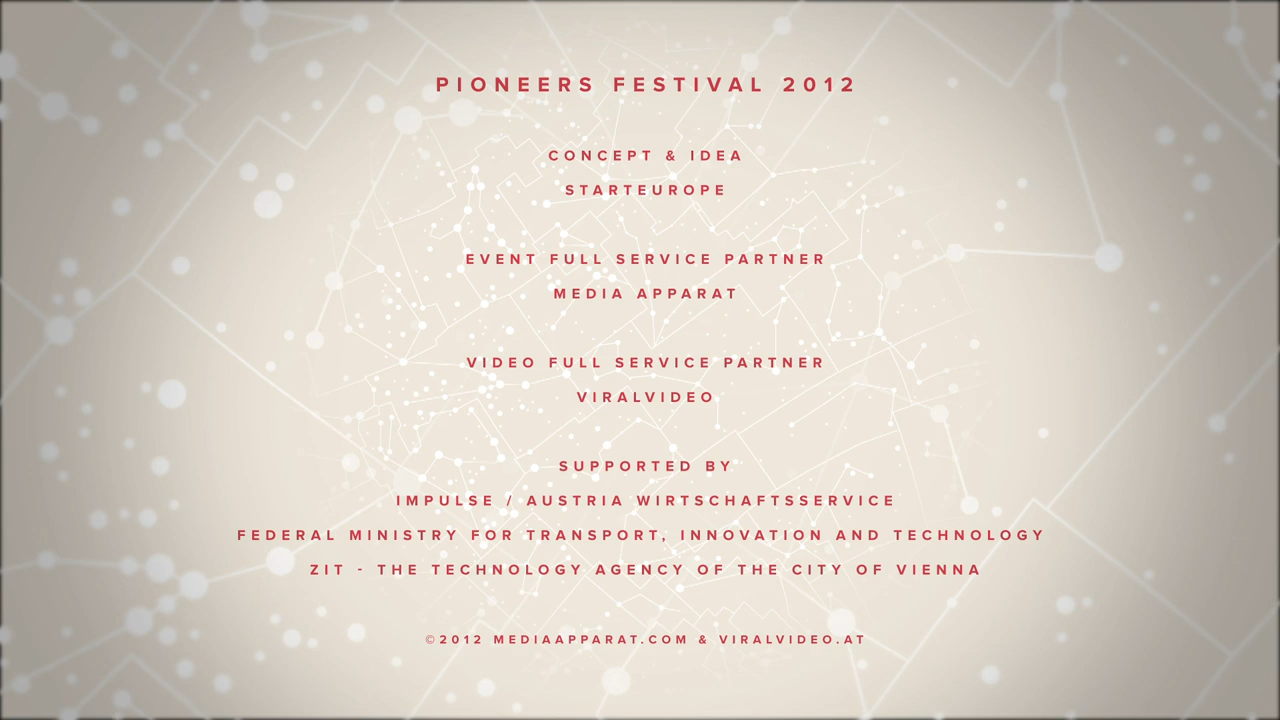 PIONEERS FESTIVAL 2012
CONCEPT & IDEA
STARTEUROPE
EVENT FULL SERVICE PARTNER
MEDIA APPARAT
VIDEO FULL SERVICE PARTNER
VIRALVIDEO
SUPPORTED BY
IMPULSE / AUSTRIA WIRTSCHAFTSSERVICE
FEDERAL MINISTRY FOR TRANSPORT, INNOVATION AND TECHNOLOGY
ZIT - THE TECHNOLOGY AGENCY OF THE CITY OF VIENNA
©2012 MEDIAAPPARAT.COM & VIRALVIDEO.AT